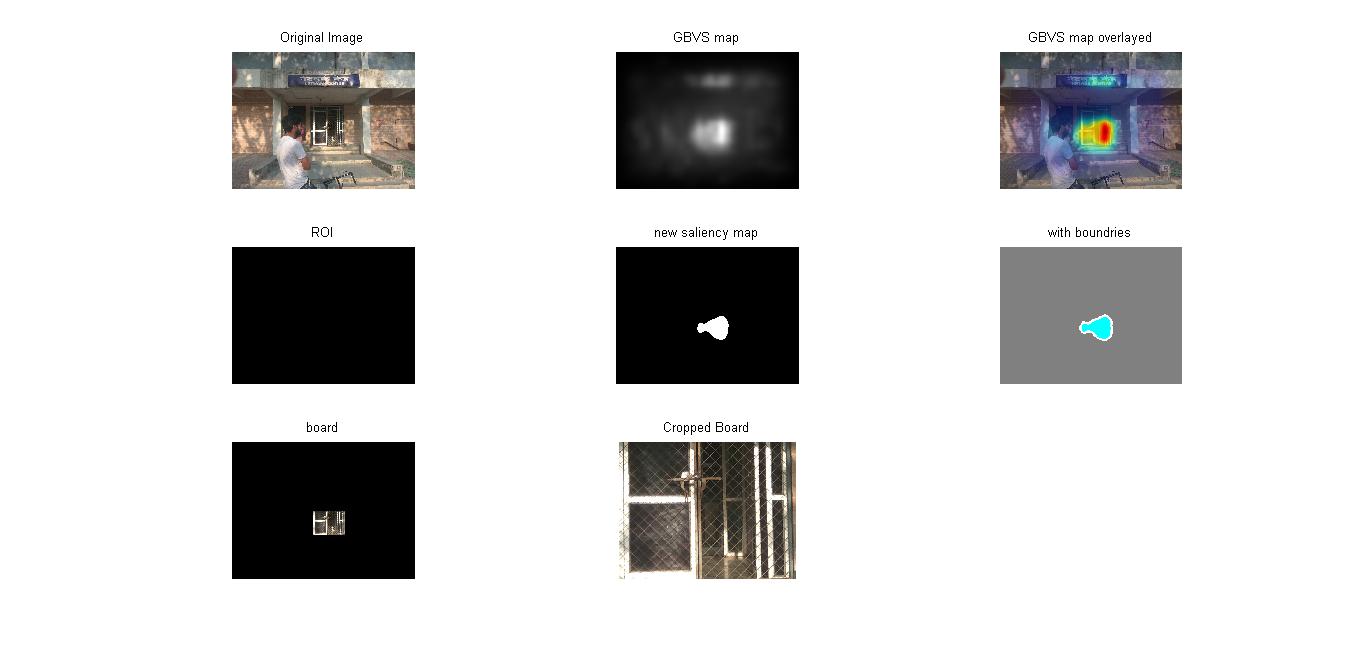 Original Image
GBVS map
GBVS map overlayed
ROI
new saliency map
with boundries
board
Cropped Board